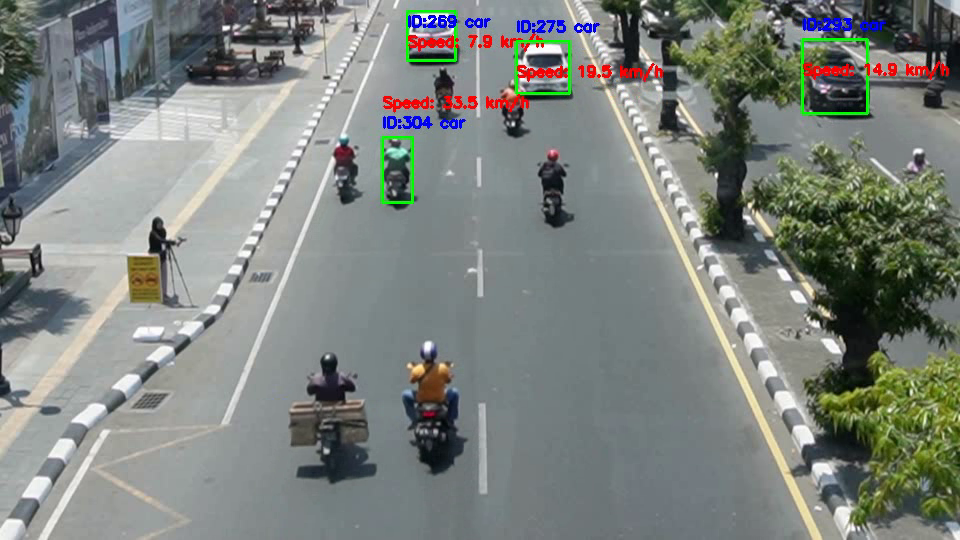 ID:269 car
Speed: 7.9 km/h
ID:275 car
Speed: 19.5 km/h
ID:293 car
Speed: 14.9 km/h
Speed: 33.5 km/h
ID:304 car